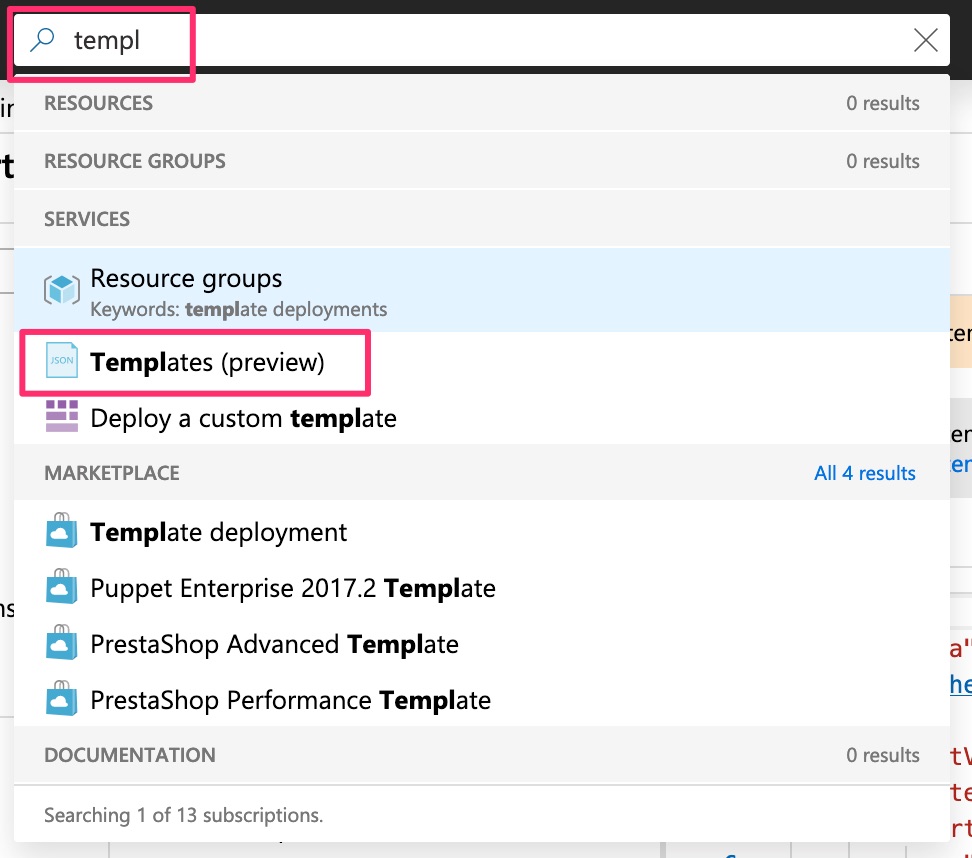 templ
RESOURCES 0 results
RESOURCE GROUPS 0 results
SERVICES
Resource groups
Keywords: template deployments
JSON Templates (preview)
Deploy a custom template
MARKETPLACE All 4 results
Template deployment
Puppet Enterprise 2017.2 Template
PrestaShop Advanced Template
PrestaShop Performance Template
DOCUMENTATION 0 results
Searching 1 of 13 subscriptions.